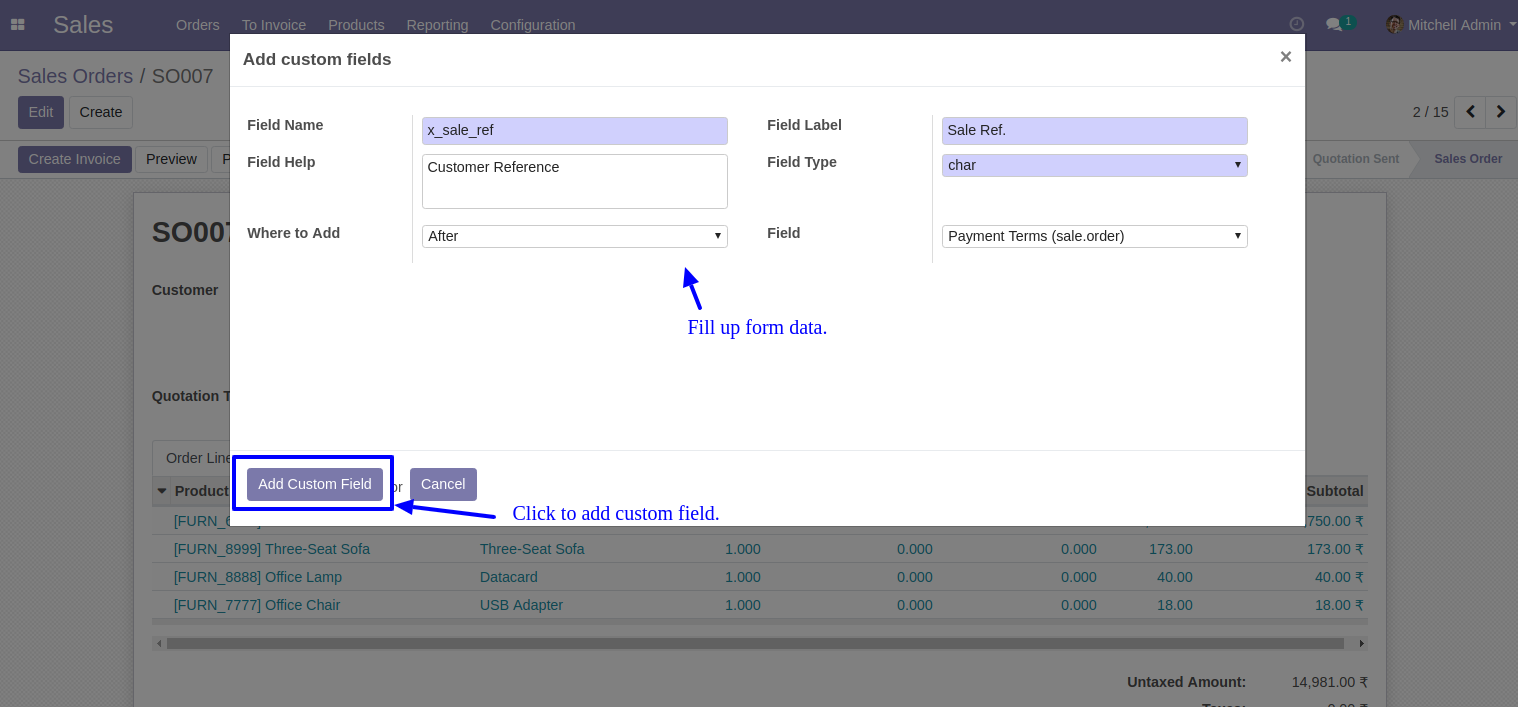 Sales Orders To Invoice Products Reporting Configuration 1 Mitchell Admin
Add custom fields ×
Sales Orders / SO007
Edit Create 2 / 15
Field Name x_sale_ref Field Label Sale Ref.
Create Invoice Preview P Field Help Customer Reference Field Type char Quotation Sent Sales Order
SO007 Where to Add After Field Payment Terms (sale.order)
Customer
Fill up form data.
Quotation T
Order Line
Add Custom Field or Cancel
Product Subtotal
Click to add custom field.
[FURN_ 750.00 ₹
[FURN_8999] Three-Seat Sofa Three-Seat Sofa 1.000 0.000 0.000 173.00 173.00 ₹
[FURN_8888] Office Lamp Datacard 1.000 0.000 0.000 40.00 40.00 ₹
[FURN_7777] Office Chair USB Adapter 1.000 0.000 0.000 18.00 18.00 ₹
Untaxed Amount: 14,981.00 ₹